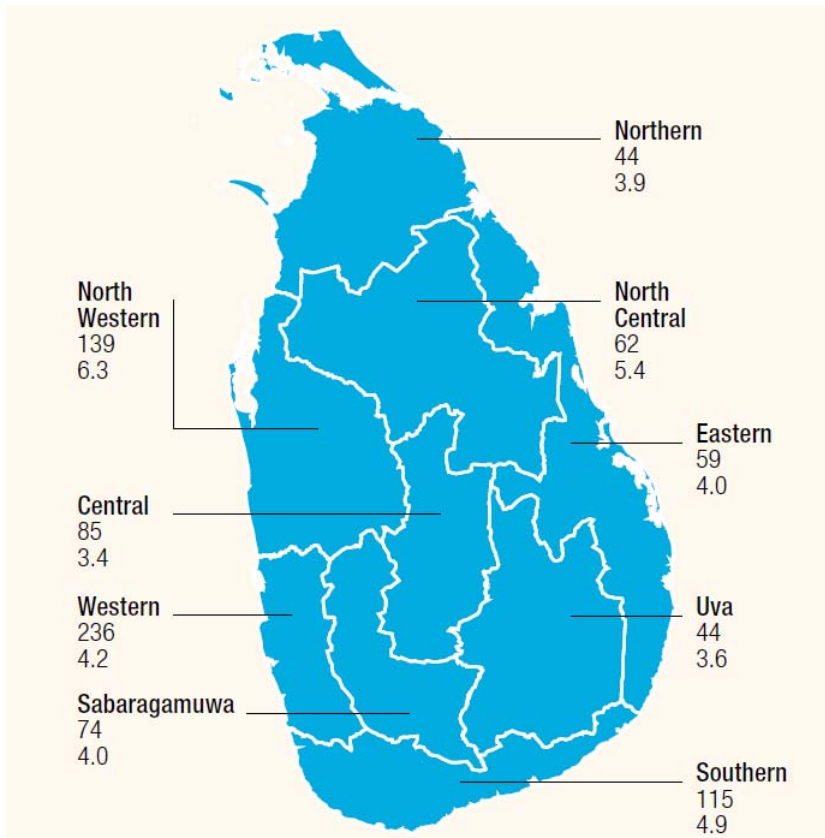 Northern
44
3.9
North
Western
139
6.3
North
Central
62
5.4
Eastern
59
4.0
Central
85
3.4
Western
236
4.2
Uva
44
3.6
Sabaragamuwa
74
4.0
Southern
115
4.9